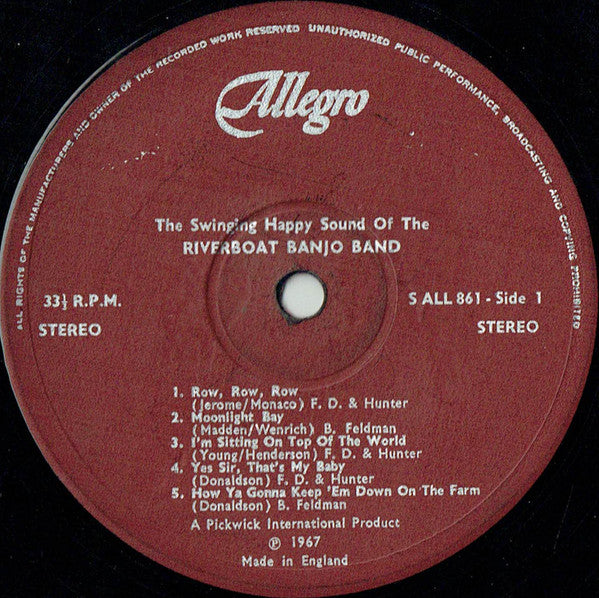 ALL RIGHTS OF THE MANUFACTURERS AND OWNER OF THE RECORDED WORK RESERVED UNAUTHORIZED PUBLIC PERFORMANCE, BROADCASTING AND COPYING PROHIBITED
Allegro
The Swinging Happy Sound Of The
RIVERBOAT BANJO BAND
33⅓ R.P.M.
STEREO
S ALL 861 - Side 1
STEREO
1. Row, Row, Row
(Jerome/Monaco) F. D. & Hunter
2. Moonlight Bay
(Madden/Wenrich) B. Feldman
3. I'm Sitting On Top Of The World
(Young/Henderson) F. D. & Hunter
4. Yes Sir, That's My Baby
(Donaldson) F. D. & Hunter
5. How Ya Gonna Keep 'Em Down On The Farm
(Donaldson) B. Feldman
A Pickwick International Product
℗ 1967
Made in England